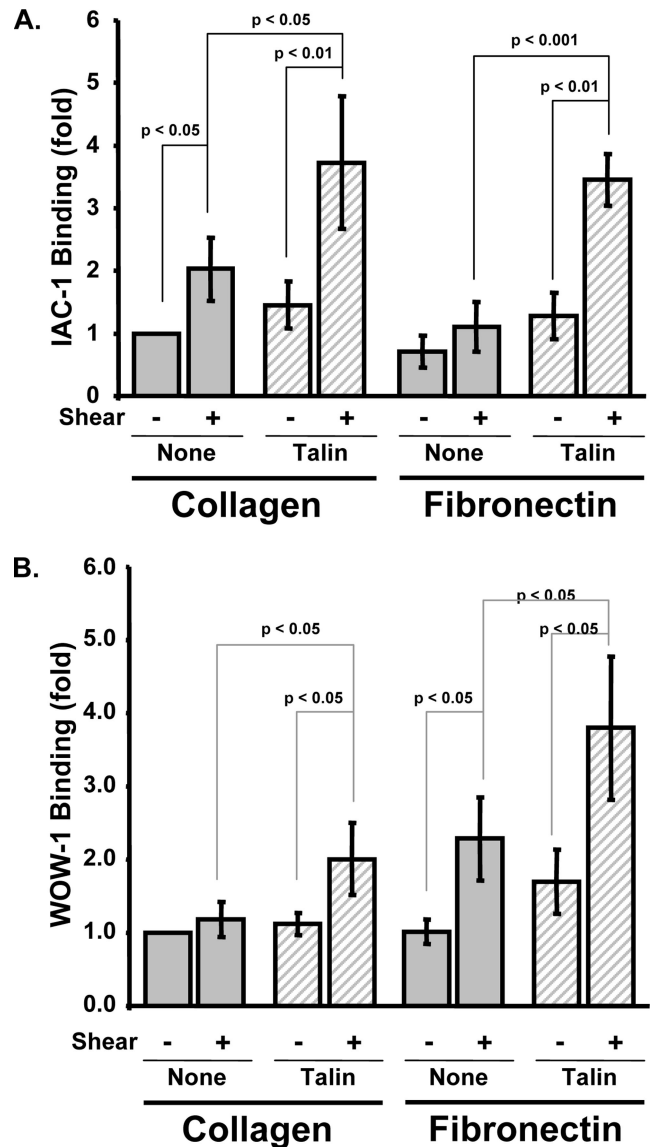 A.
6
5
4
3
2
1
0
IAC-1 Binding (fold)
p < 0.05
p < 0.01
p < 0.05
p < 0.001
p < 0.01
Shear - + - + - + - +
None Talin None Talin
Collagen Fibronectin
B.
6.0
5.0
4.0
3.0
2.0
1.0
0.0
WOW-1 Binding (fold)
p < 0.05
p < 0.05
p < 0.05
p < 0.05
p < 0.05
Shear - + - + - + - +
None Talin None Talin
Collagen Fibronectin